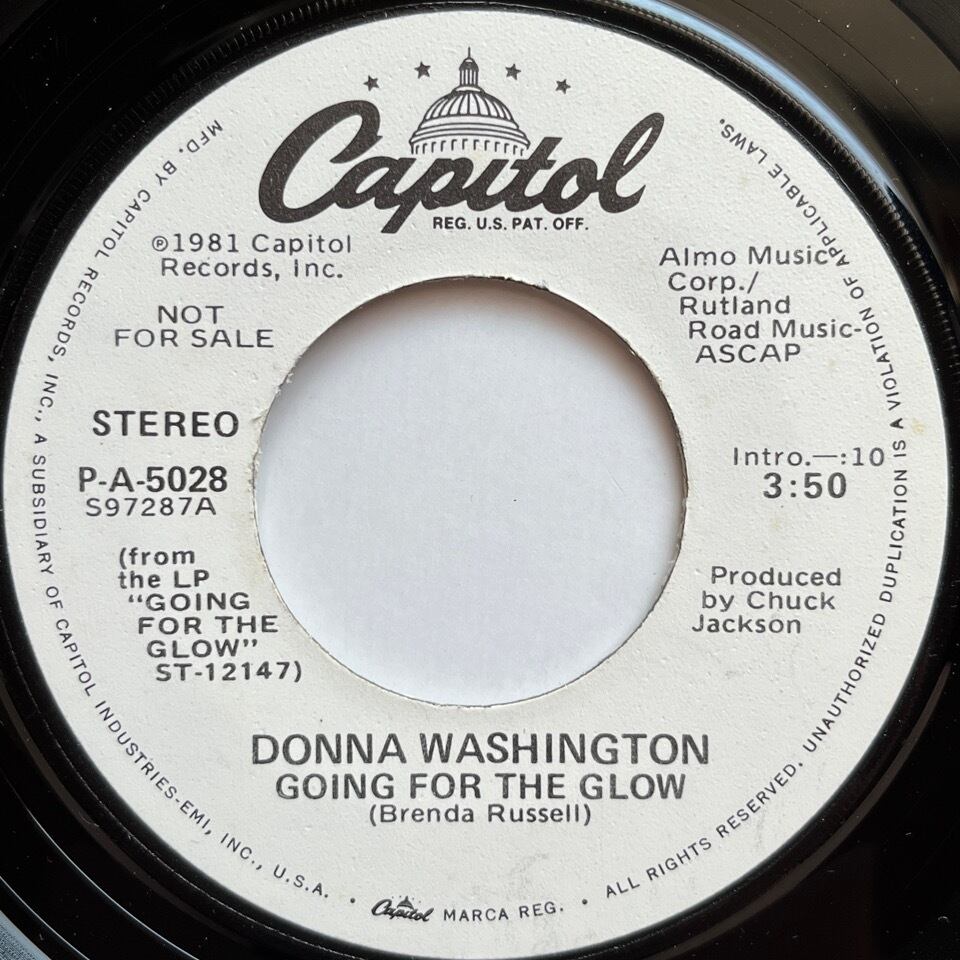 Capitol
REG. U.S. PAT. OFF.
℗1981 Capitol
Records, Inc.
NOT
FOR SALE
STEREO
P-A-5028
S97287A
(from
the LP
“GOING
FOR THE
GLOW”
ST-12147)
Almo Music
Corp./
Rutland
Road Music-
ASCAP
Intro.—:10
3:50
Produced
by Chuck
Jackson
DONNA WASHINGTON
GOING FOR THE GLOW
(Brenda Russell)
MFD. BY CAPITOL RECORDS, INC., A SUBSIDIARY OF CAPITOL INDUSTRIES-EMI, INC., U.S.A. • Capitol MARCA REG. • ALL RIGHTS RESERVED. UNAUTHORIZED DUPLICATION IS A VIOLATION OF APPLICABLE LAWS.